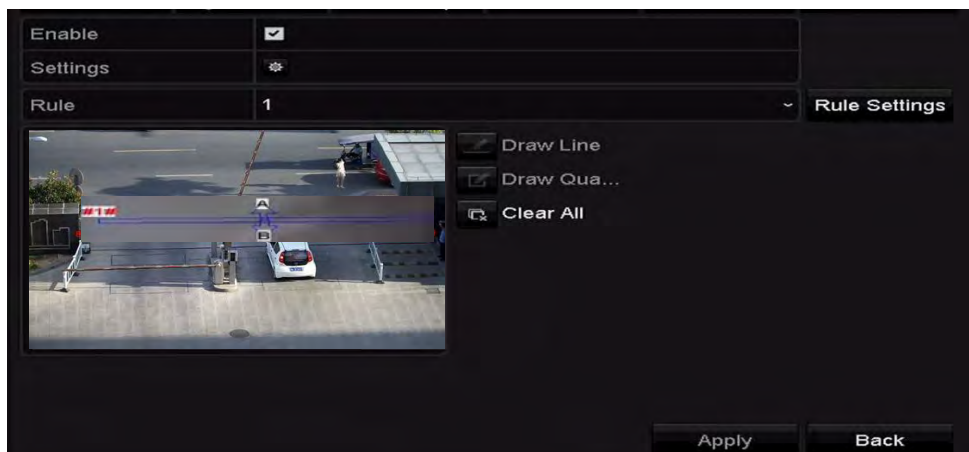 Enable
Settings
Rule 1 Rule Settings
Draw Line
Draw Qua...
Clear All
#1#
A
B
Apply Back